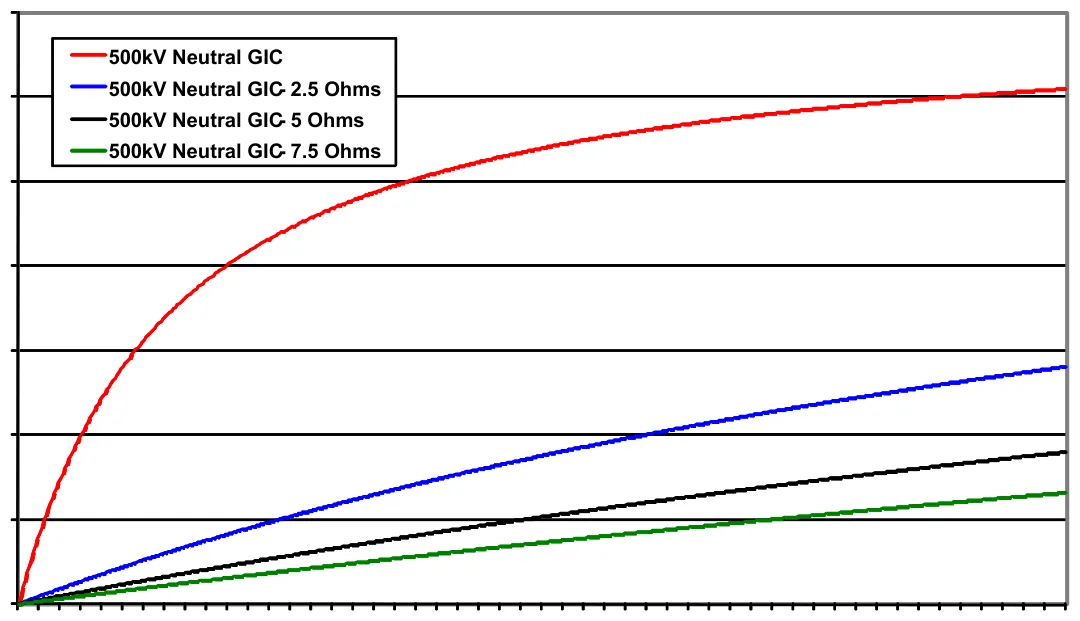 500kV Neutral GIC
500kV Neutral GIC- 2.5 Ohms
500kV Neutral GIC- 5 Ohms
500kV Neutral GIC- 7.5 Ohms